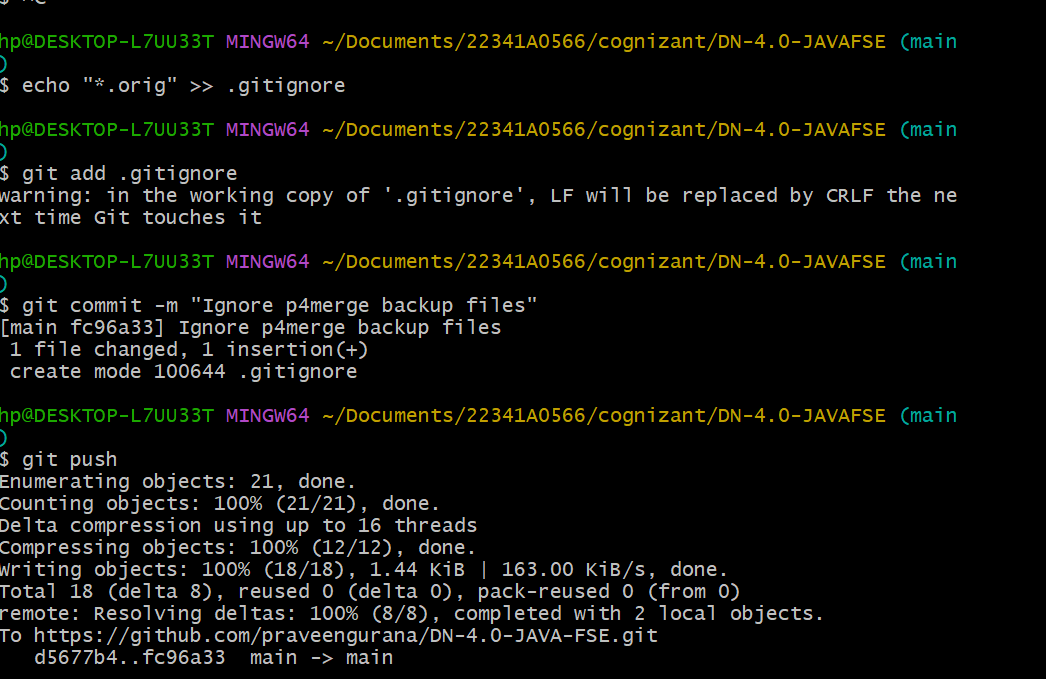 $ ^C
hp@DESKTOP-L7UU33T MINGW64 ~/Documents/22341A0566/cognizant/DN-4.0-JAVAFSE (main
)
$ echo "*.orig" >> .gitignore
hp@DESKTOP-L7UU33T MINGW64 ~/Documents/22341A0566/cognizant/DN-4.0-JAVAFSE (main
)
$ git add .gitignore
warning: in the working copy of '.gitignore', LF will be replaced by CRLF the ne
xt time Git touches it
hp@DESKTOP-L7UU33T MINGW64 ~/Documents/22341A0566/cognizant/DN-4.0-JAVAFSE (main
)
$ git commit -m "Ignore p4merge backup files"
[main fc96a33] Ignore p4merge backup files
 1 file changed, 1 insertion(+)
 create mode 100644 .gitignore
hp@DESKTOP-L7UU33T MINGW64 ~/Documents/22341A0566/cognizant/DN-4.0-JAVAFSE (main
)
$ git push
Enumerating objects: 21, done.
Counting objects: 100% (21/21), done.
Delta compression using up to 16 threads
Compressing objects: 100% (12/12), done.
Writing objects: 100% (18/18), 1.44 KiB | 163.00 KiB/s, done.
Total 18 (delta 8), reused 0 (delta 0), pack-reused 0 (from 0)
remote: Resolving deltas: 100% (8/8), completed with 2 local objects.
To https://github.com/praveengurana/DN-4.0-JAVA-FSE.git
   d5677b4..fc96a33  main -> main